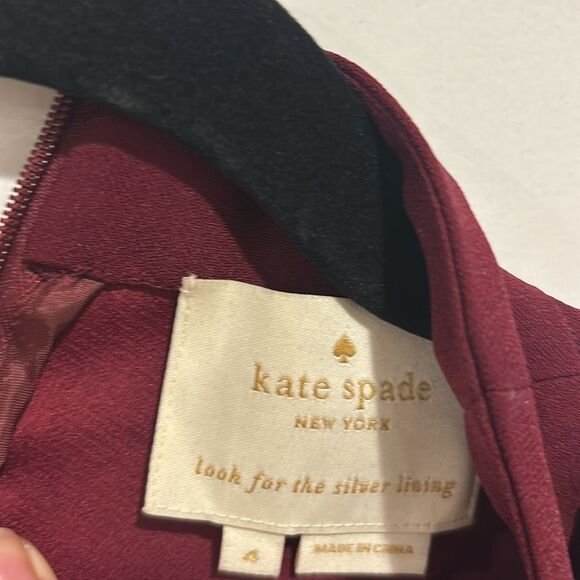 kate spade
NEW YORK
look for the silver lining
4
MADE IN CHINA